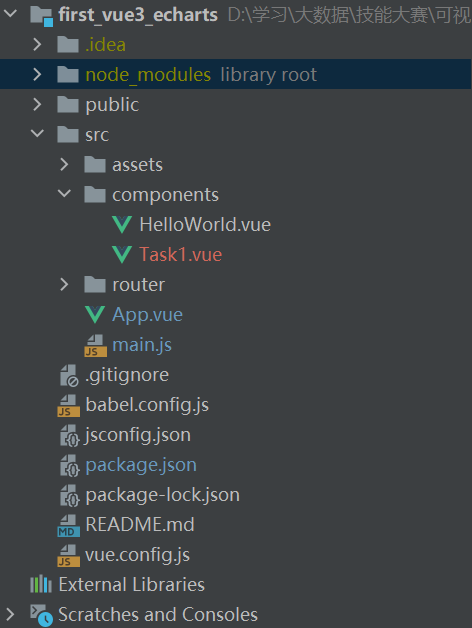 first_vue3_echarts D:\学习\大数据\技能大赛\可视
.idea
node_modules library root
public
src
assets
components
HelloWorld.vue
Task1.vue
router
App.vue
JS main.js
.gitignore
JS babel.config.js
jsconfig.json
package.json
package-lock.json
MD README.md
JS vue.config.js
External Libraries
Scratches and Consoles